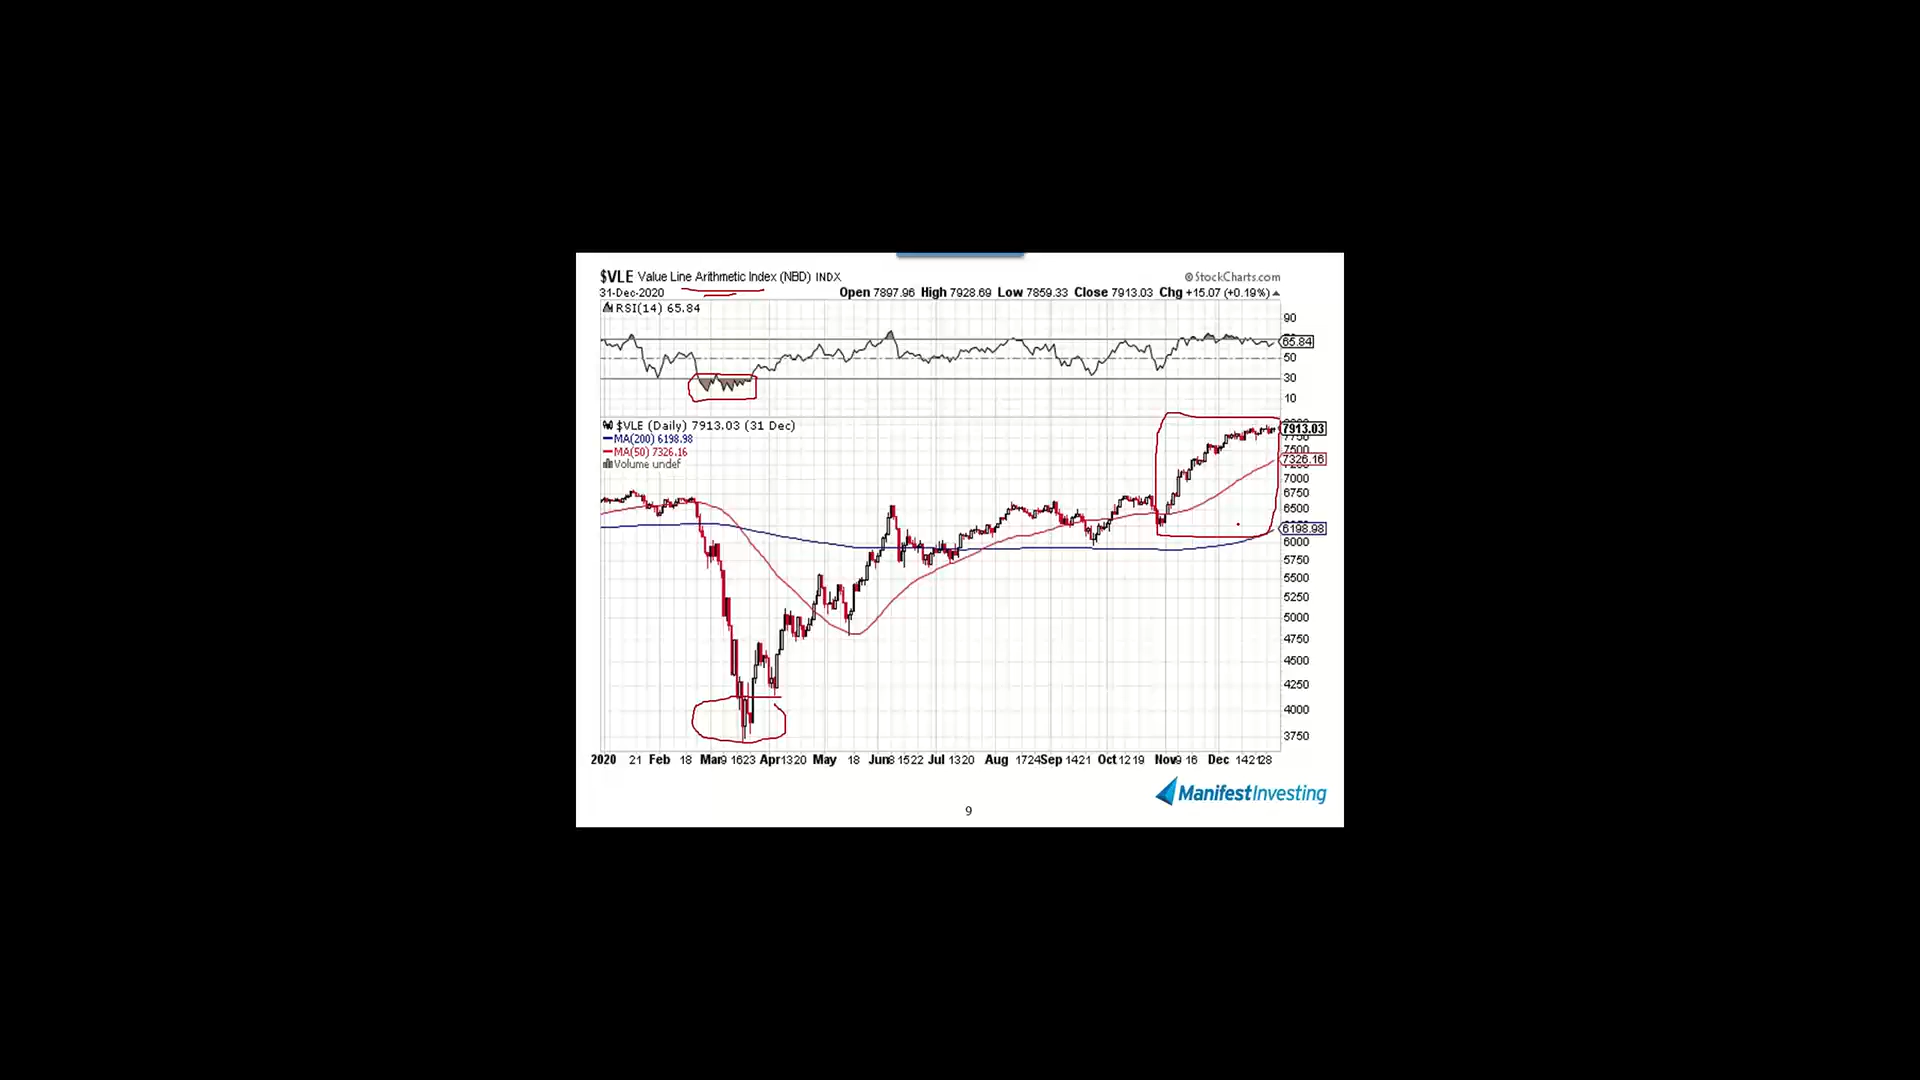 $VLE Value Line Arithmetic Index (NBD) INDX
© StockCharts.com
31-Dec-2020
Open 7897.96 High 7928.69 Low 7859.33 Close 7913.03 Chg +15.07 (+0.19%)
RSI(14) 65.84
90
65.84
50
30
10
$VLE (Daily) 7913.03 (31 Dec)
MA(200) 6198.98
MA(50) 7326.16
Volume undef
7913.03
7750
7500
7326.16
7000
6750
6500
6198.98
6000
5750
5500
5250
5000
4750
4500
4250
4000
3750
2020 21 Feb 18 Mar 9 16 23 Apr 13 20 May 18 Jun 8 15 22 Jul 13 20 Aug 17 24 Sep 14 21 Oct 12 19 Nov 9 16 Dec 14 21 28
ManifestInvesting
9